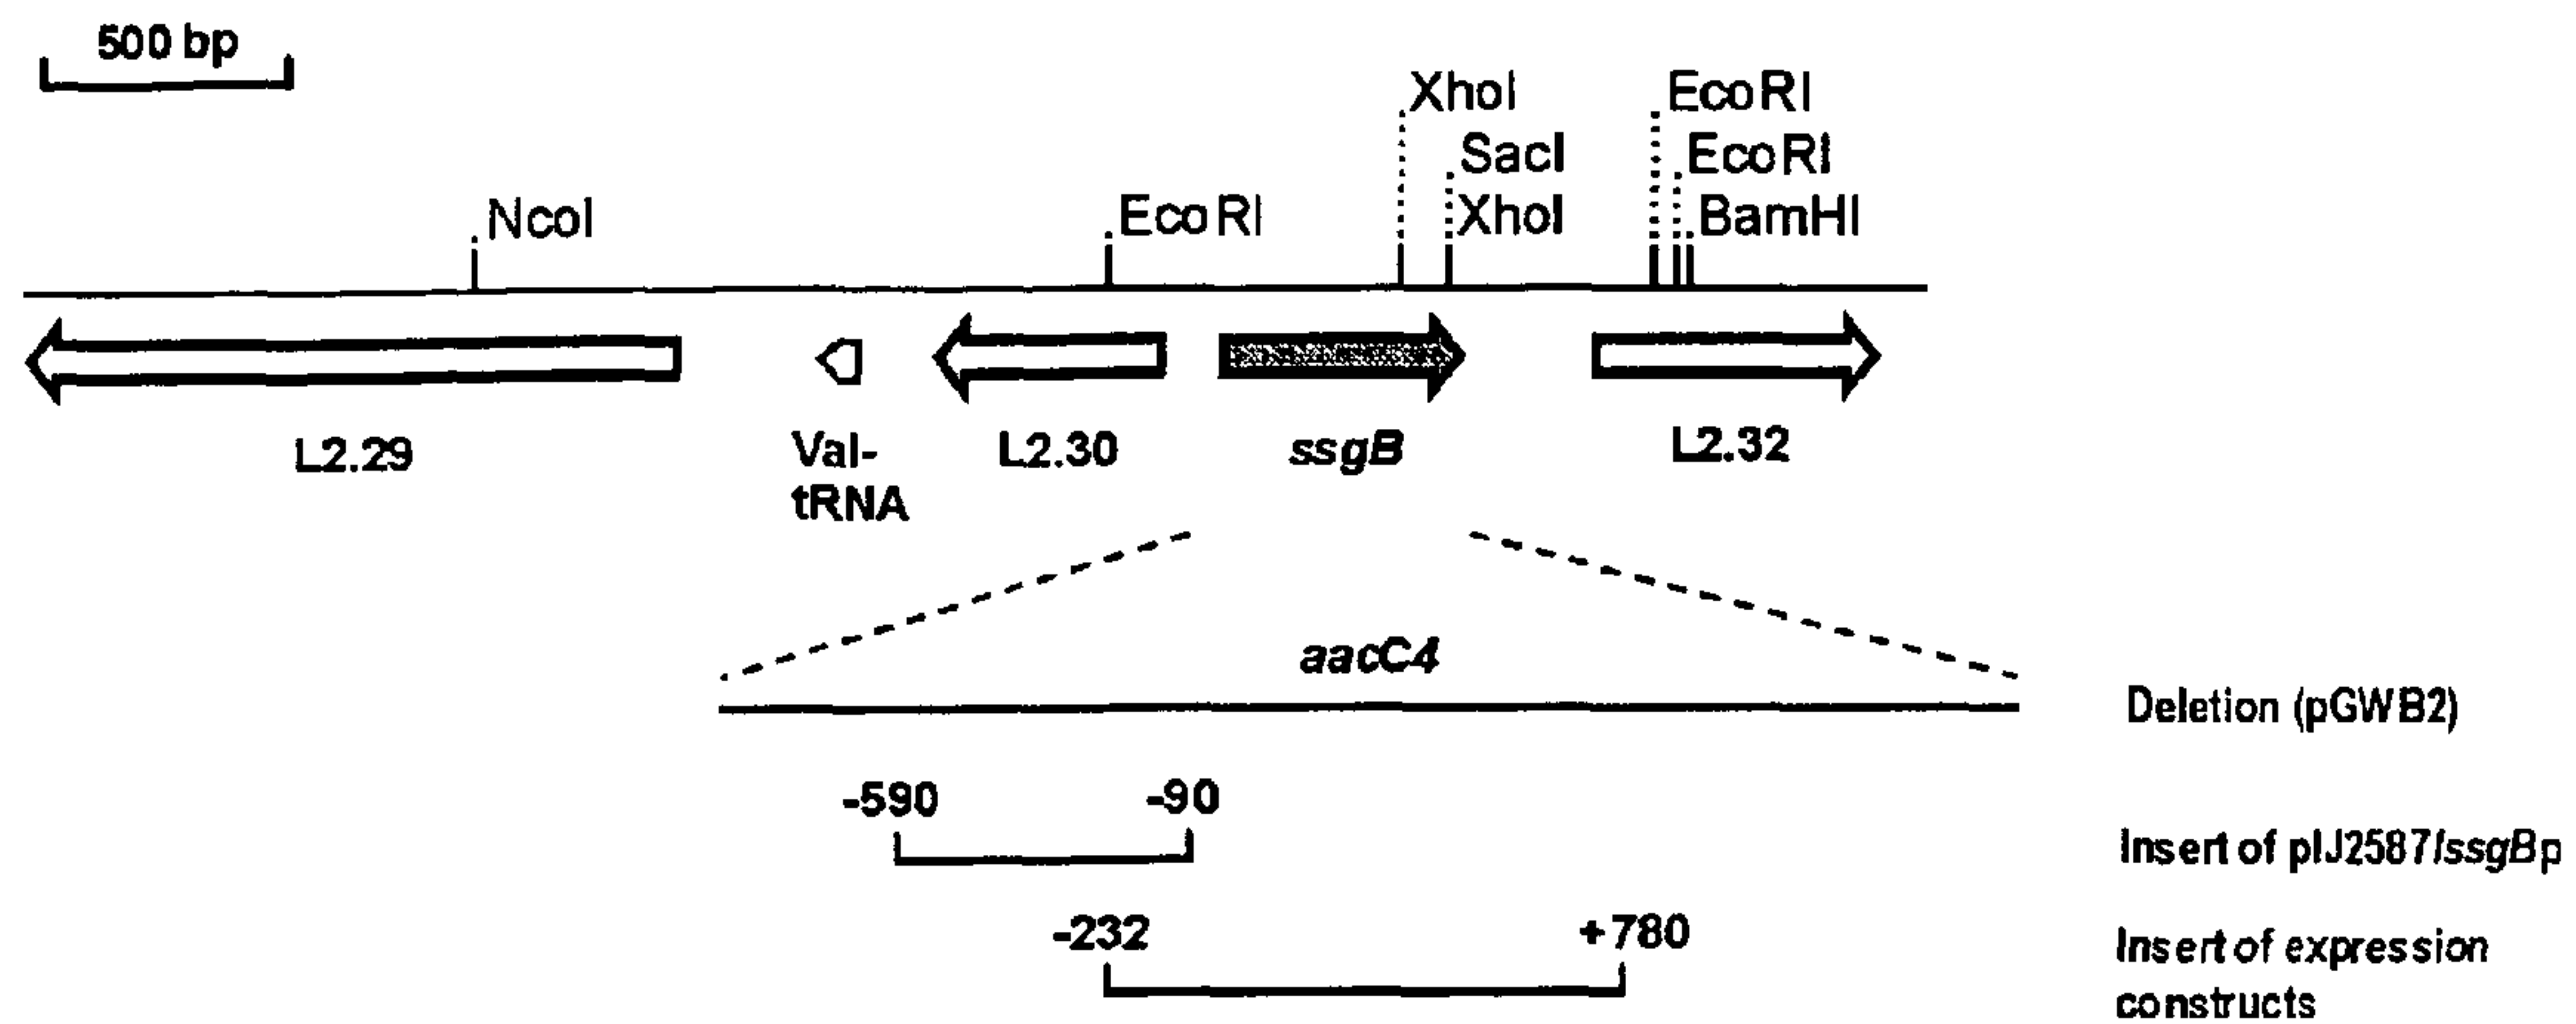 500 bp
XhoI
EcoRI
SacI
EcoRI
NcoI
EcoRI
XhoI
BamHI
L2.29
Val-
tRNA
L2.30
ssgB
L2.32
aacC4
Deletion (pGWB2)
-590
-90
Insert of pIJ2587/ssgBp
-232
+780
Insert of expression
constructs